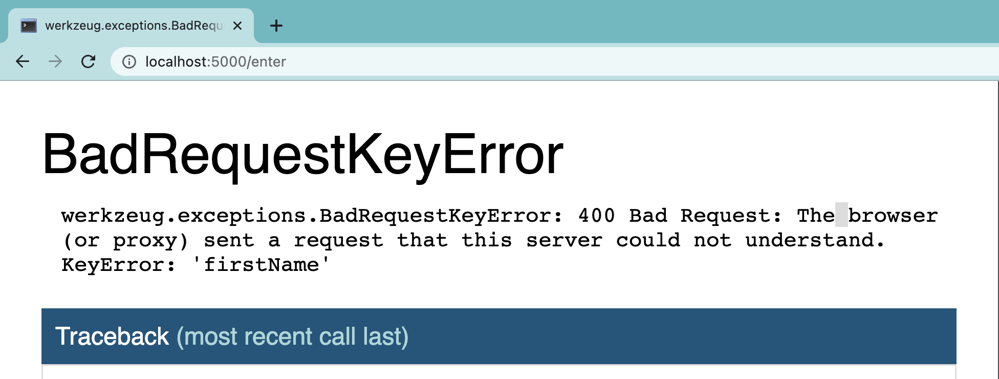 werkzeug.exceptions.BadRequ
localhost:5000/enter
BadRequestKeyError
werkzeug.exceptions.BadRequestKeyError: 400 Bad Request: The browser
(or proxy) sent a request that this server could not understand.
KeyError: 'firstName'
Traceback (most recent call last)